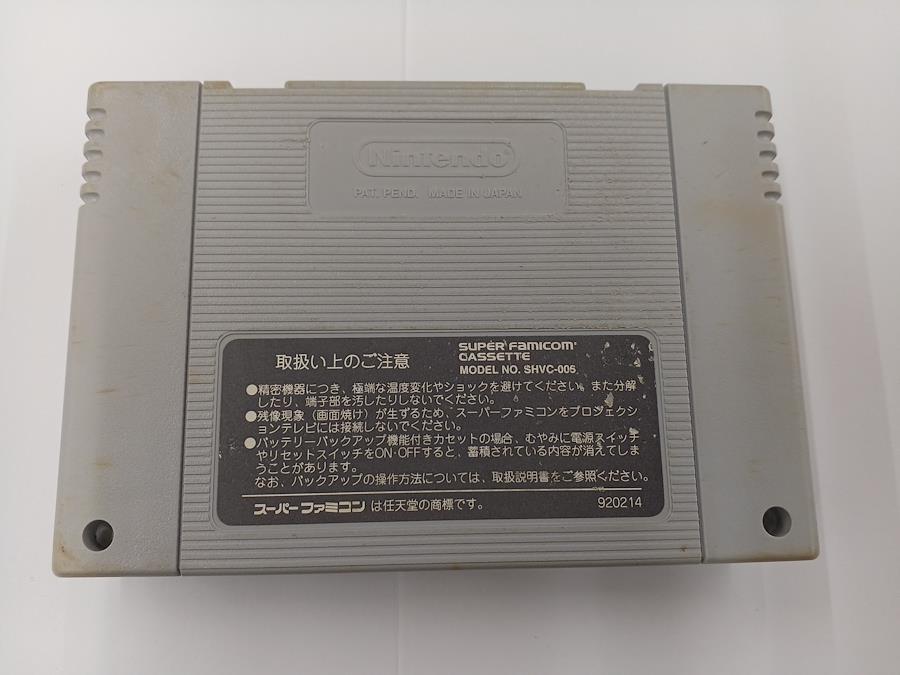 Nintendo
PAT. PEND. MADE IN JAPAN
取扱い上のご注意
SUPER FAMICOM
CASSETTE
MODEL NO. SHVC-005
●精密機器につき、極端な温度変化やショックを避けてください。また分解
したり、端子部を汚したりしないでください。
●残像現象（画面焼け）が生ずるため、スーパーファミコンをプロジェクシ
ョンテレビには接続しないでください。
●バッテリーバックアップ機能付きカセットの場合、むやみに電源スイッチ
やリセットスイッチをON·OFFすると、蓄積されている内容が消えてしま
うことがあります。
なお、バックアップの操作方法については、取扱説明書をご参照ください。
スーパーファミコン は任天堂の商標です。
920214